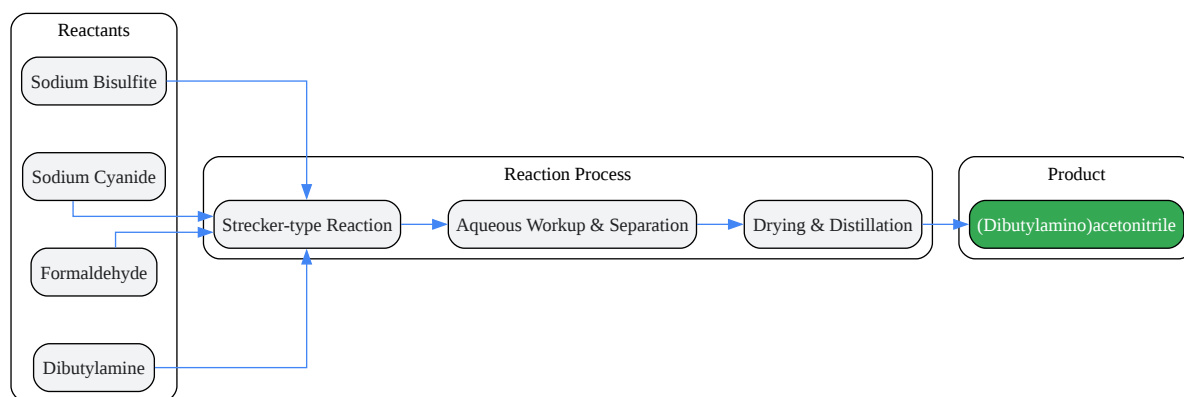 Reactants
Sodium Bisulfite
Sodium Cyanide
Formaldehyde
Dibutylamine
Reaction Process
Strecker-type Reaction
Aqueous Workup & Separation
Drying & Distillation
Product
(Dibutylamino)acetonitrile